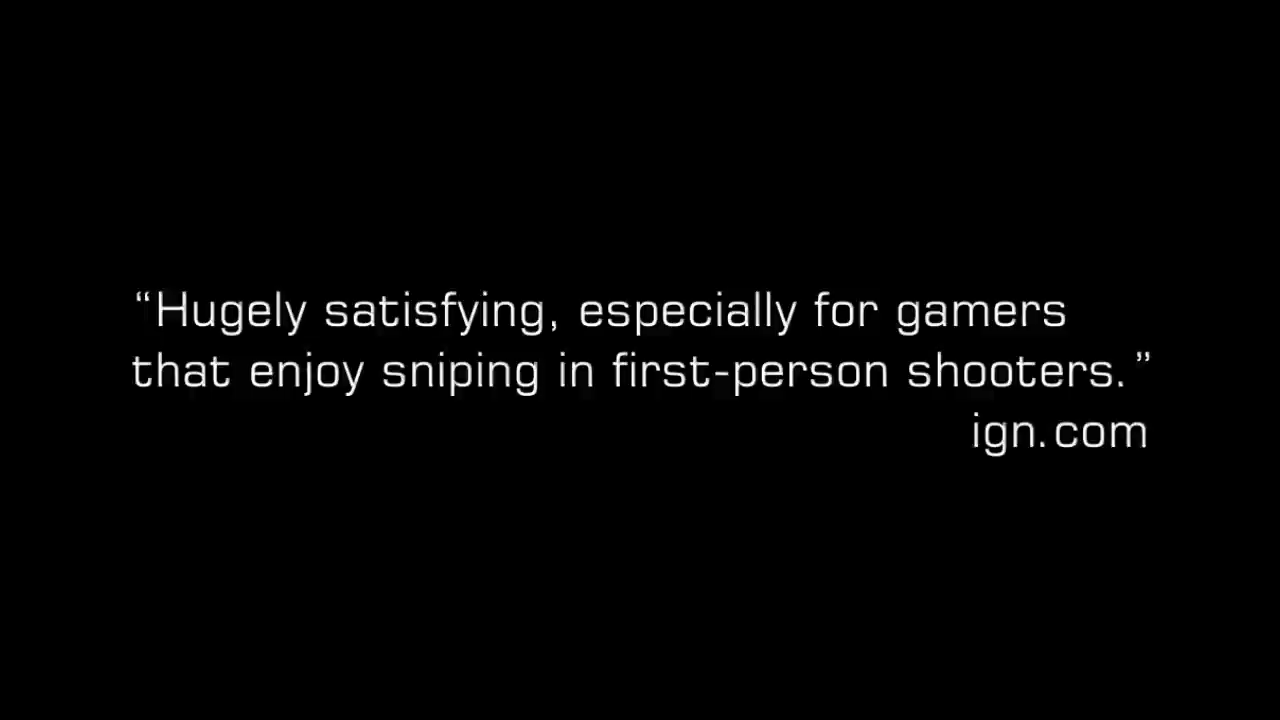 “Hugely satisfying, especially for gamers
that enjoy sniping in first-person shooters.”
ign.com